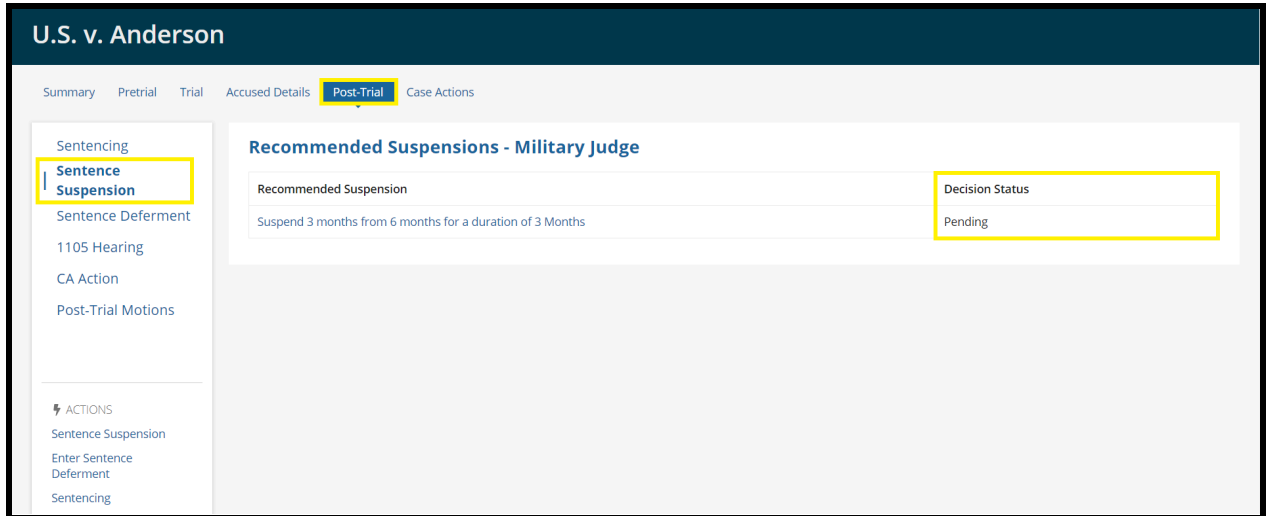 U.S. v. Anderson
Summary Pretrial Trial Accused Details Post-Trial Case Actions
Sentencing
Sentence
Suspension
Sentence Deferment
1105 Hearing
CA Action
Post-Trial Motions
ACTIONS
Sentence Suspension
Enter Sentence
Deferment
Sentencing
Recommended Suspensions - Military Judge
Recommended Suspension Decision Status
Suspend 3 months from 6 months for a duration of 3 Months Pending